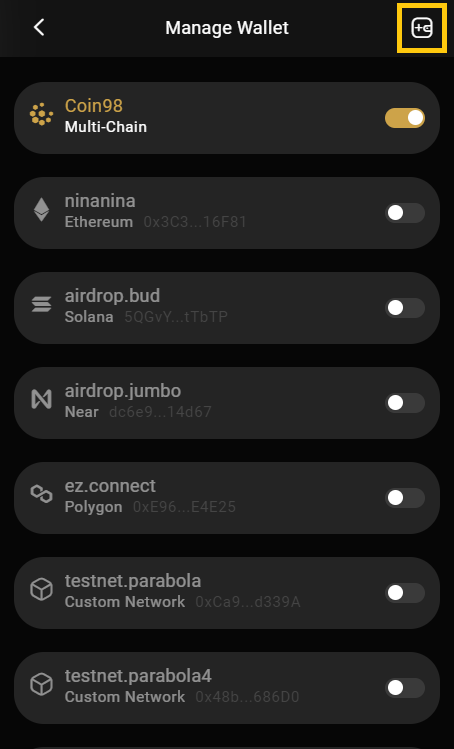 Manage Wallet
Coin98
Multi-Chain
ninanina
Ethereum 0x3C3...16F81
airdrop.bud
Solana 5QGvY...tTbTP
airdrop.jumbo
Near dc6e9...14d67
ez.connect
Polygon 0xE96...E4E25
testnet.parabola
Custom Network 0xCa9...d339A
testnet.parabola4
Custom Network 0x48b...686D0